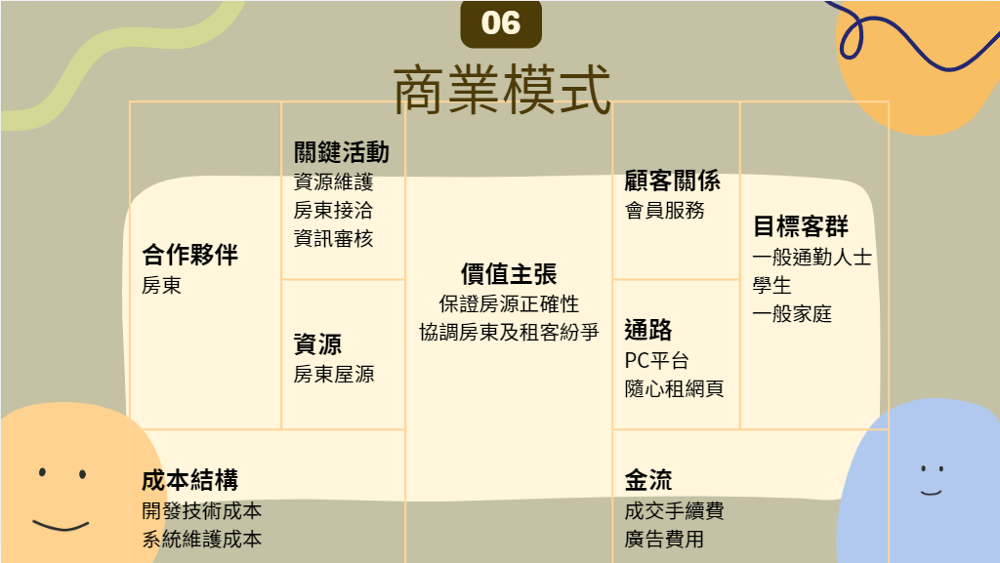 06
商業模式
合作夥伴
房東
關鍵活動
資源維護
房東接洽
資訊審核
資源
房東屋源
價值主張
保證房源正確性
協調房東及租客紛爭
顧客關係
會員服務
通路
PC平台
隨心租網頁
目標客群
一般通勤人士
學生
一般家庭
成本結構
開發技術成本
系統維護成本
金流
成交手續費
廣告費用